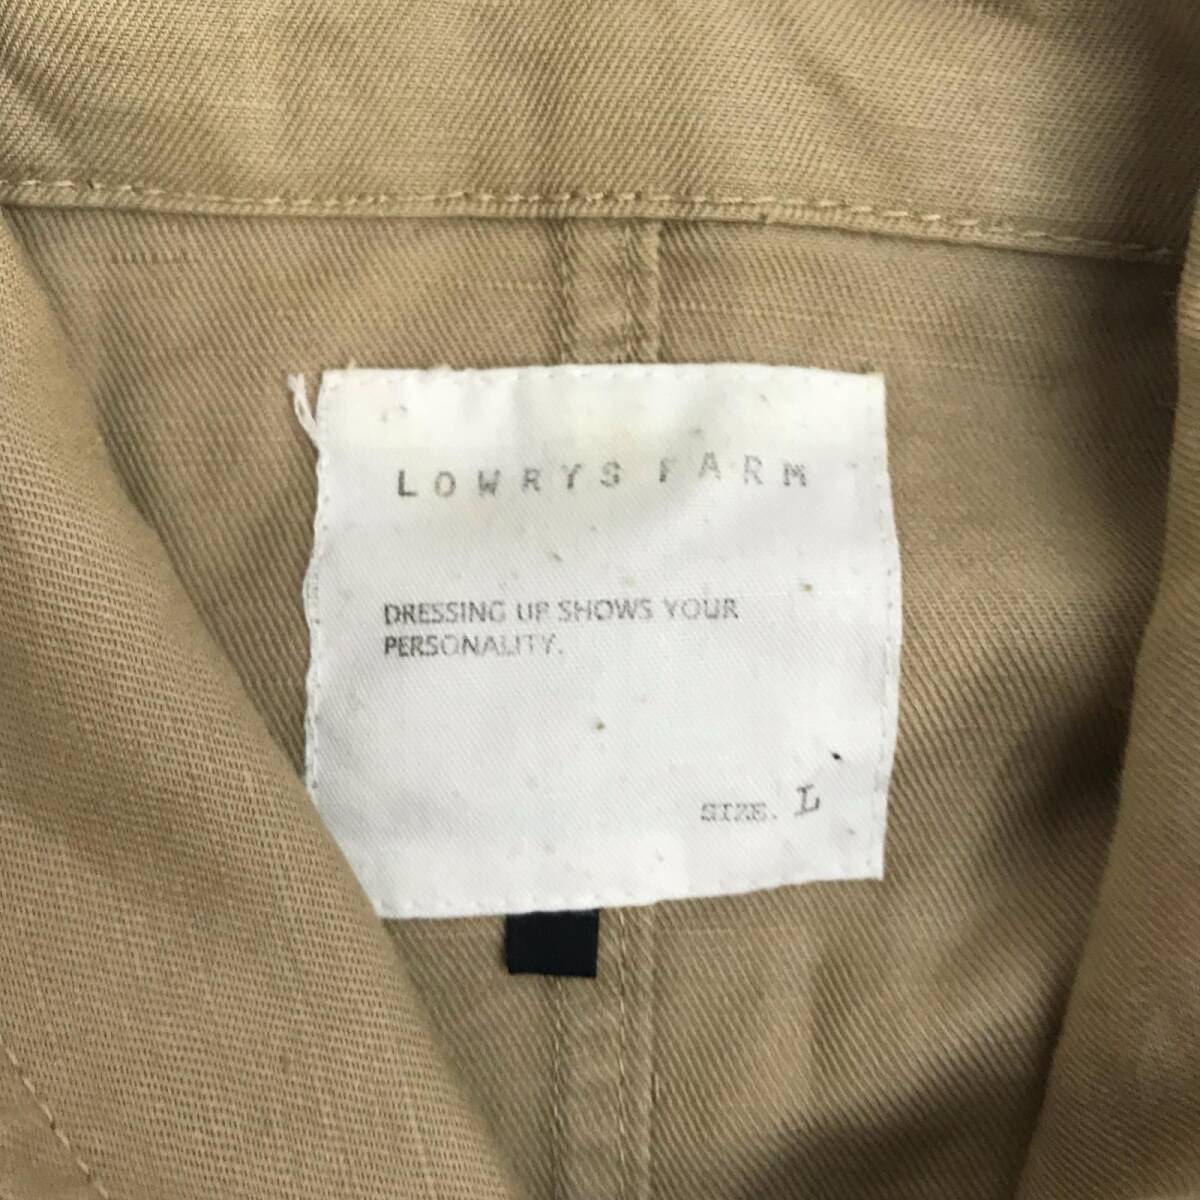 LOWRYS FARM
DRESSING UP SHOWS YOUR
PERSONALITY.
SIZE. L